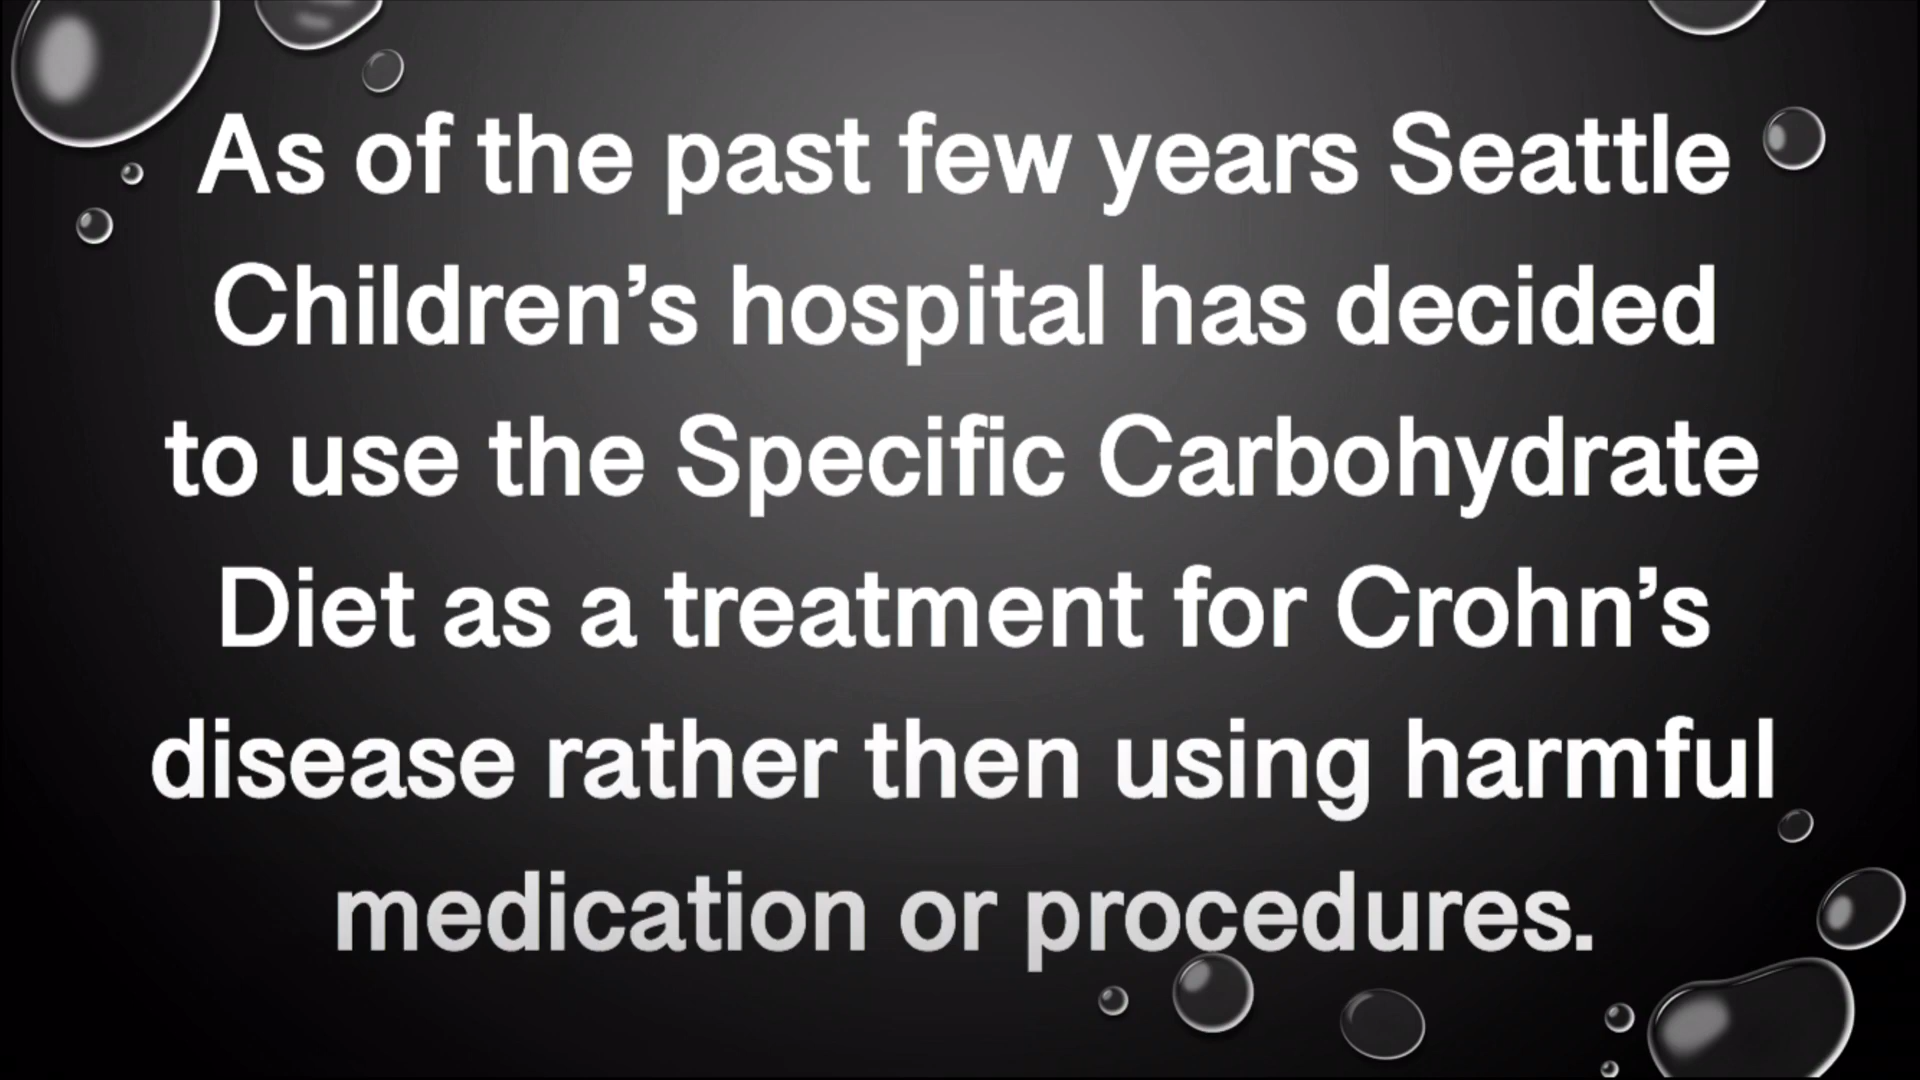 As of the past few years Seattle
Children’s hospital has decided
to use the Specific Carbohydrate
Diet as a treatment for Crohn’s
disease rather then using harmful
medication or procedures.